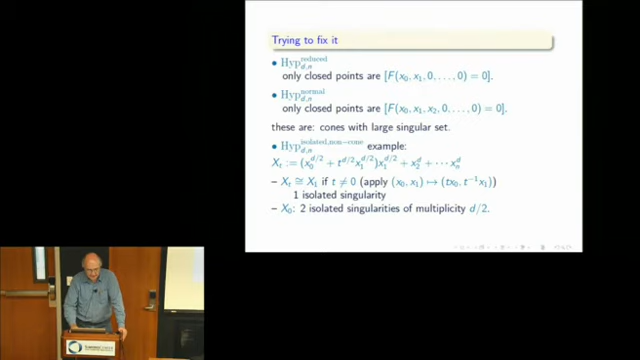 Trying to fix it
• Hyp^{reduced}_{d,n}
only closed points are [F(x_0, x_1, 0, . . . , 0) = 0].
• Hyp^{normal}_{d,n}
only closed points are [F(x_0, x_1, x_2, 0, . . . , 0) = 0].
these are: cones with large singular set.
• Hyp^{isolated,non−cone}_{d,n} example:
X_t := (x_0^{d/2} + t^{d/2}x_1^{d/2})x_1^{d/2} + x_2^d + · · · x_n^d
– X_t ≅ X_1 if t ≠ 0 (apply (x_0, x_1) ↦ (tx_0, t^{−1}x_1))
1 isolated singularity
– X_0: 2 isolated singularities of multiplicity d/2.